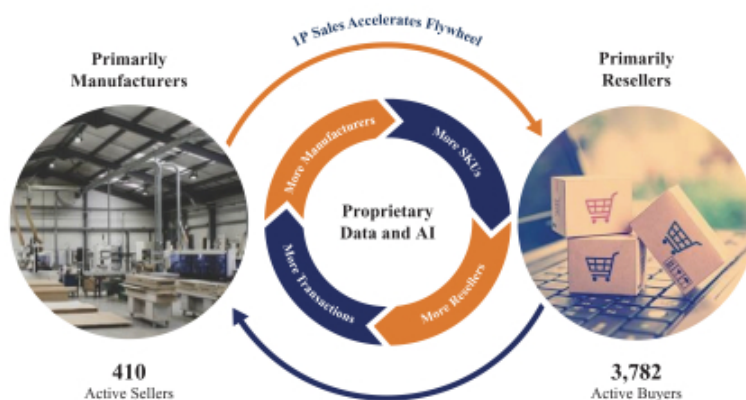 1P Sales Accelerates Flywheel
Primarily
Manufacturers
Primarily
Resellers
More Manufacturers
More SKUs
Proprietary
Data and AI
More Transactions
More Resellers
410
Active Sellers
3,782
Active Buyers